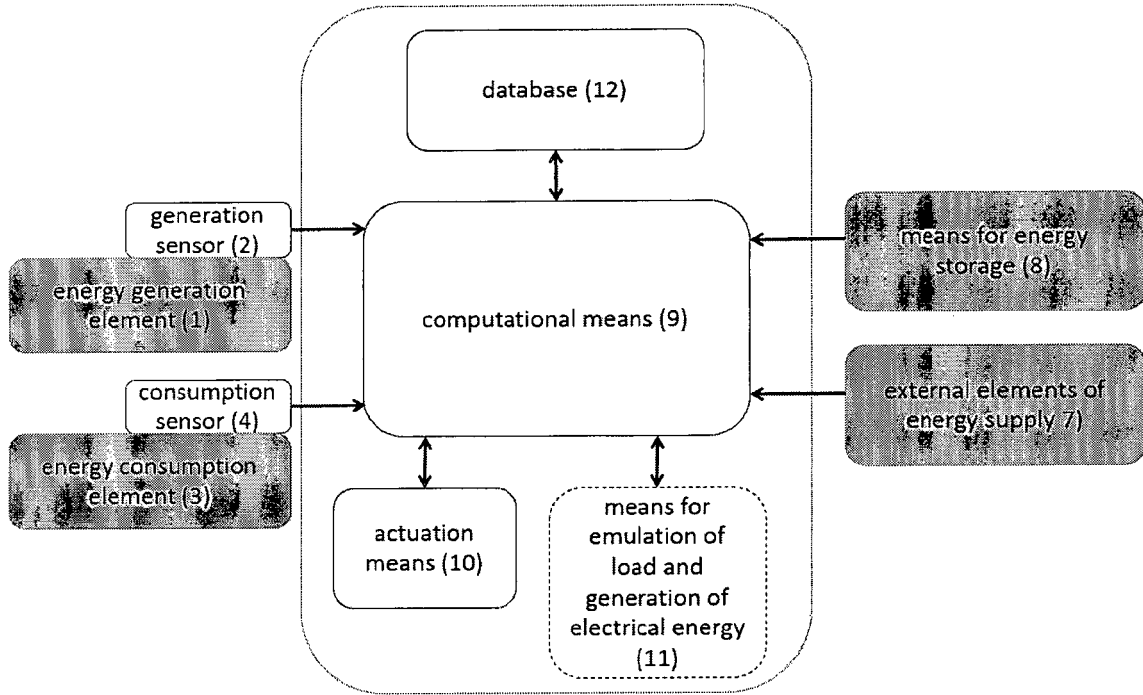 database (12)
generation
sensor (2)
energy generation
element (1)
consumption
sensor (4)
energy consumption
element (3)
computational means (9)
means for energy
storage (8)
external elements of
energy supply 7)
actuation
means (10)
means for
emulation of
load and
generation of
electrical energy
(11)